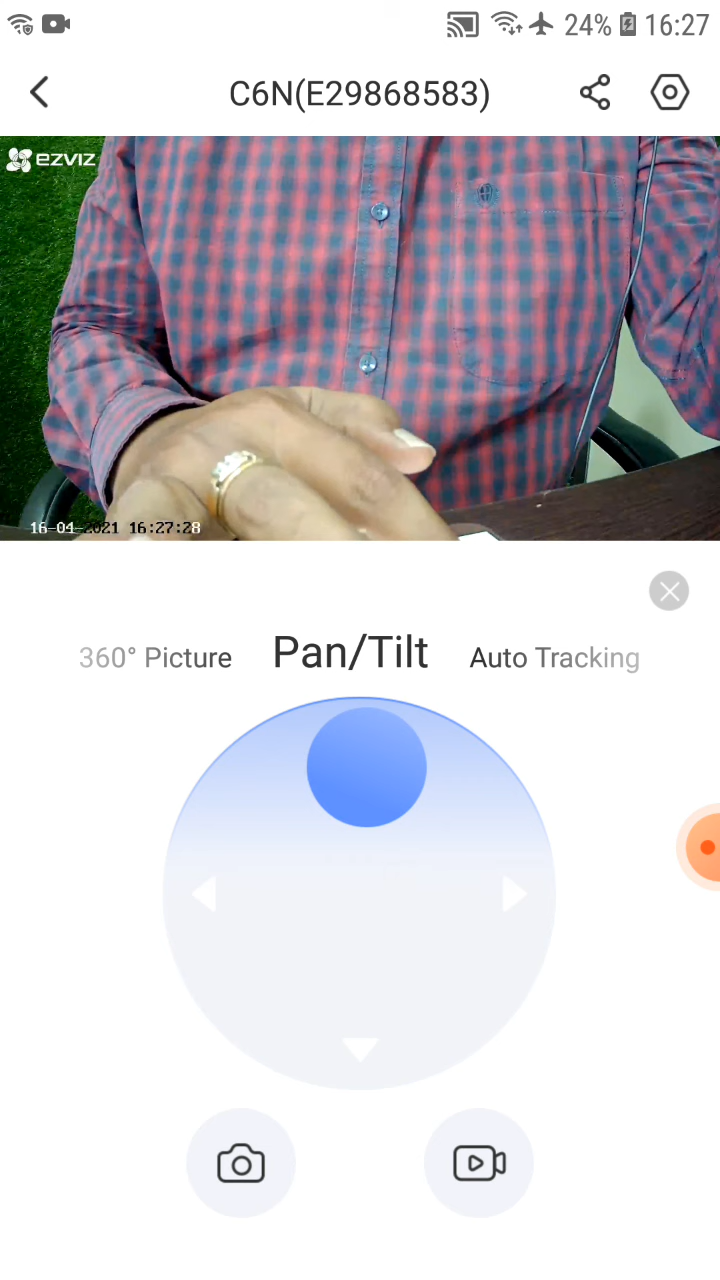 24% 16:27
C6N(E29868583)
ezviz
16-04-2021 16:27:28
360° Picture Pan/Tilt Auto Tracking